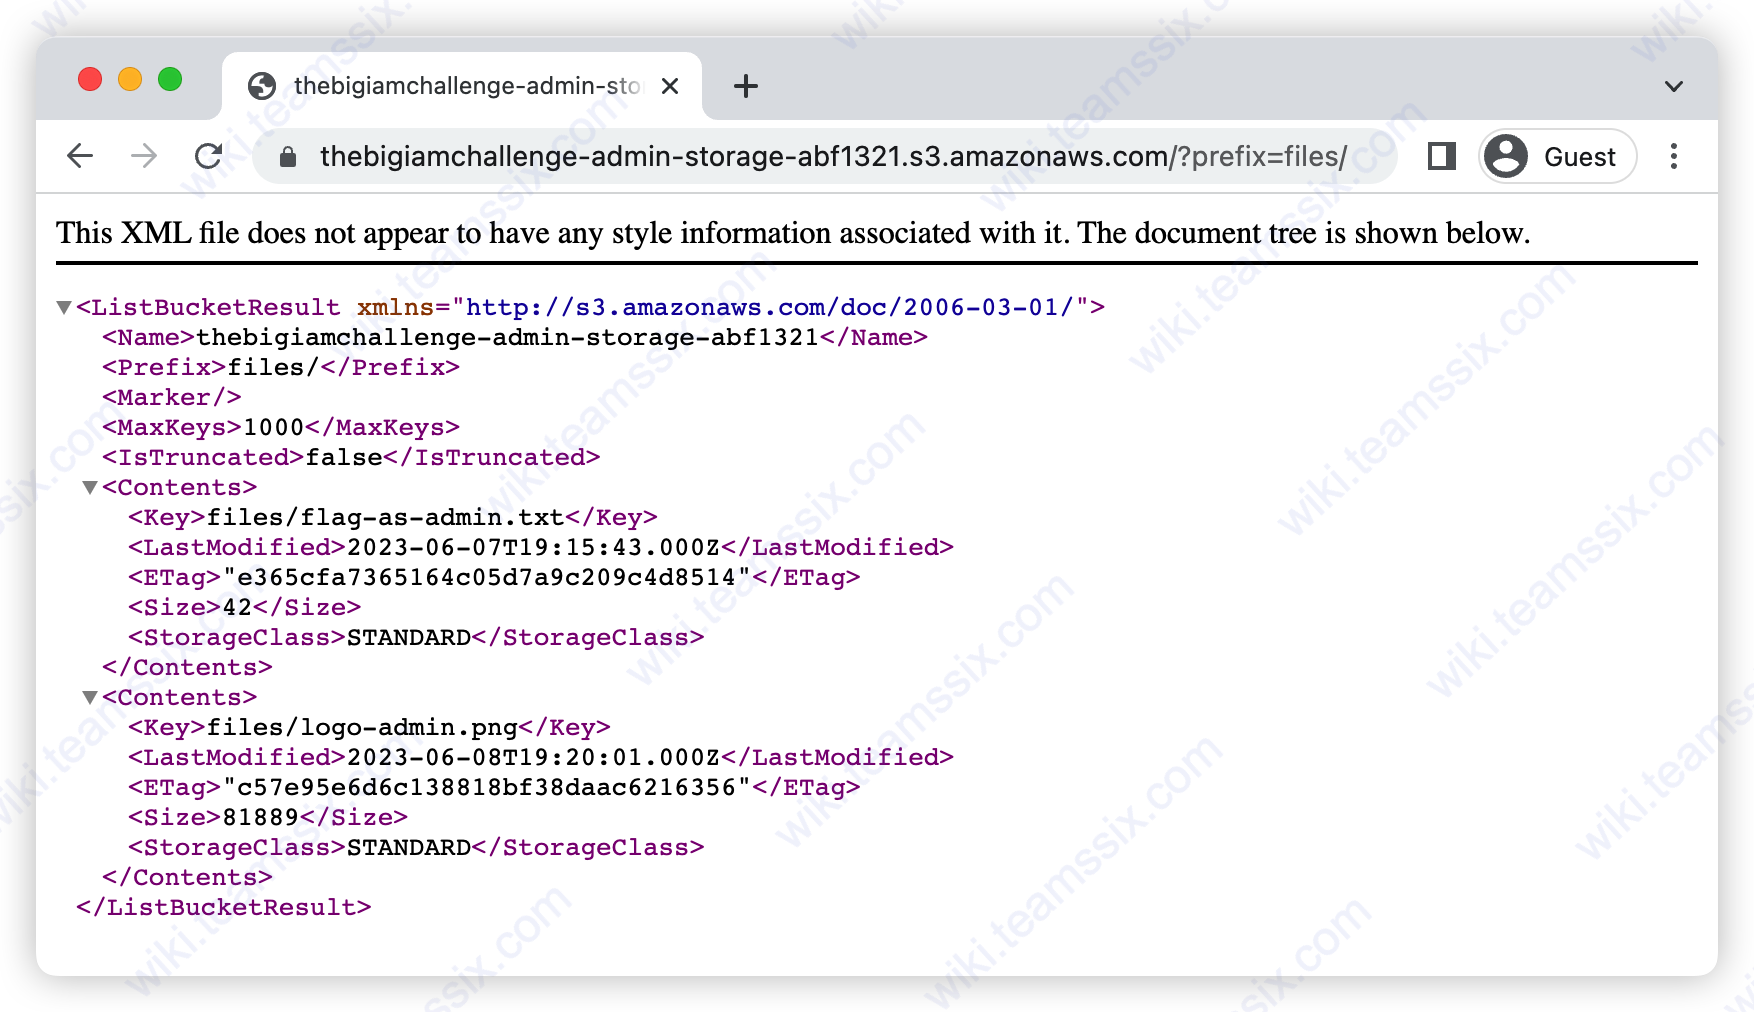 thebigiamchallenge-admin-sto
thebigiamchallenge-admin-storage-abf1321.s3.amazonaws.com/?prefix=files/
Guest
This XML file does not appear to have any style information associated with it. The document tree is shown below.
<ListBucketResult xmlns="http://s3.amazonaws.com/doc/2006-03-01/">
<Name>thebigiamchallenge-admin-storage-abf1321</Name>
<Prefix>files/</Prefix>
<Marker/>
<MaxKeys>1000</MaxKeys>
<IsTruncated>false</IsTruncated>
<Contents>
<Key>files/flag-as-admin.txt</Key>
<LastModified>2023-06-07T19:15:43.000Z</LastModified>
<ETag>"e365cfa7365164c05d7a9c209c4d8514"</ETag>
<Size>42</Size>
<StorageClass>STANDARD</StorageClass>
</Contents>
<Contents>
<Key>files/logo-admin.png</Key>
<LastModified>2023-06-08T19:20:01.000Z</LastModified>
<ETag>"c57e95e6d6c138818bf38daac6216356"</ETag>
<Size>81889</Size>
<StorageClass>STANDARD</StorageClass>
</Contents>
</ListBucketResult>
wiki.teamssix.com